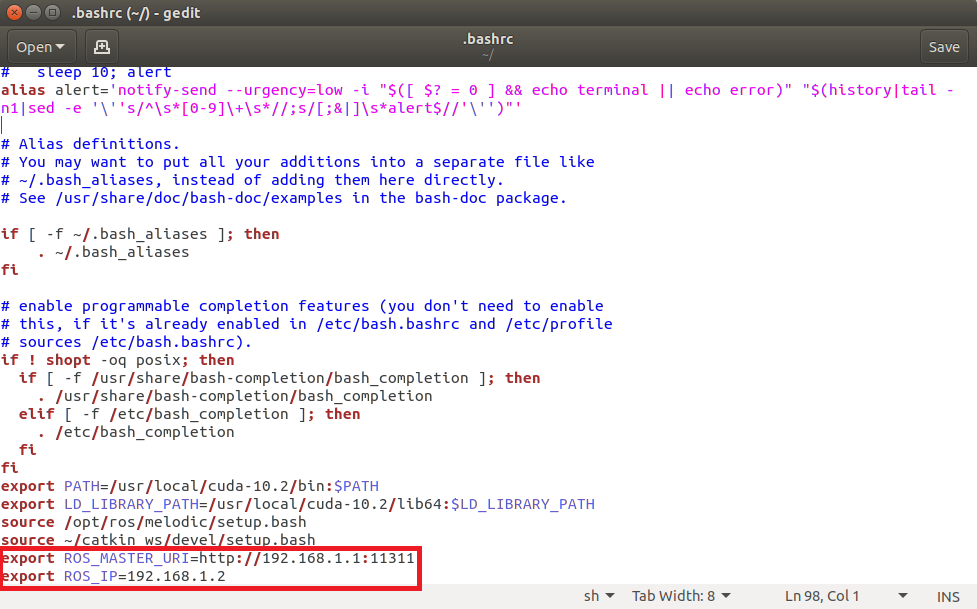 .bashrc (~/) - gedit
Open
.bashrc
~/
Save
#   sleep 10; alert
alias alert='notify-send --urgency=low -i "$([ $? = 0 ] && echo terminal || echo error)" "$(history|tail -
n1|sed -e '\''s/^\s*[0-9]\+\s*//;s/[;&|]\s*alert$//'\'')"'
# Alias definitions.
# You may want to put all your additions into a separate file like
# ~/.bash_aliases, instead of adding them here directly.
# See /usr/share/doc/bash-doc/examples in the bash-doc package.
if [ -f ~/.bash_aliases ]; then
    . ~/.bash_aliases
fi
# enable programmable completion features (you don't need to enable
# this, if it's already enabled in /etc/bash.bashrc and /etc/profile
# sources /etc/bash.bashrc).
if ! shopt -oq posix; then
  if [ -f /usr/share/bash-completion/bash_completion ]; then
    . /usr/share/bash-completion/bash_completion
  elif [ -f /etc/bash_completion ]; then
    . /etc/bash_completion
  fi
fi
export PATH=/usr/local/cuda-10.2/bin:$PATH
export LD_LIBRARY_PATH=/usr/local/cuda-10.2/lib64:$LD_LIBRARY_PATH
source /opt/ros/melodic/setup.bash
source ~/catkin_ws/devel/setup.bash
export ROS_MASTER_URI=http://192.168.1.1:11311
export ROS_IP=192.168.1.2
sh Tab Width: 8 Ln 98, Col 1 INS